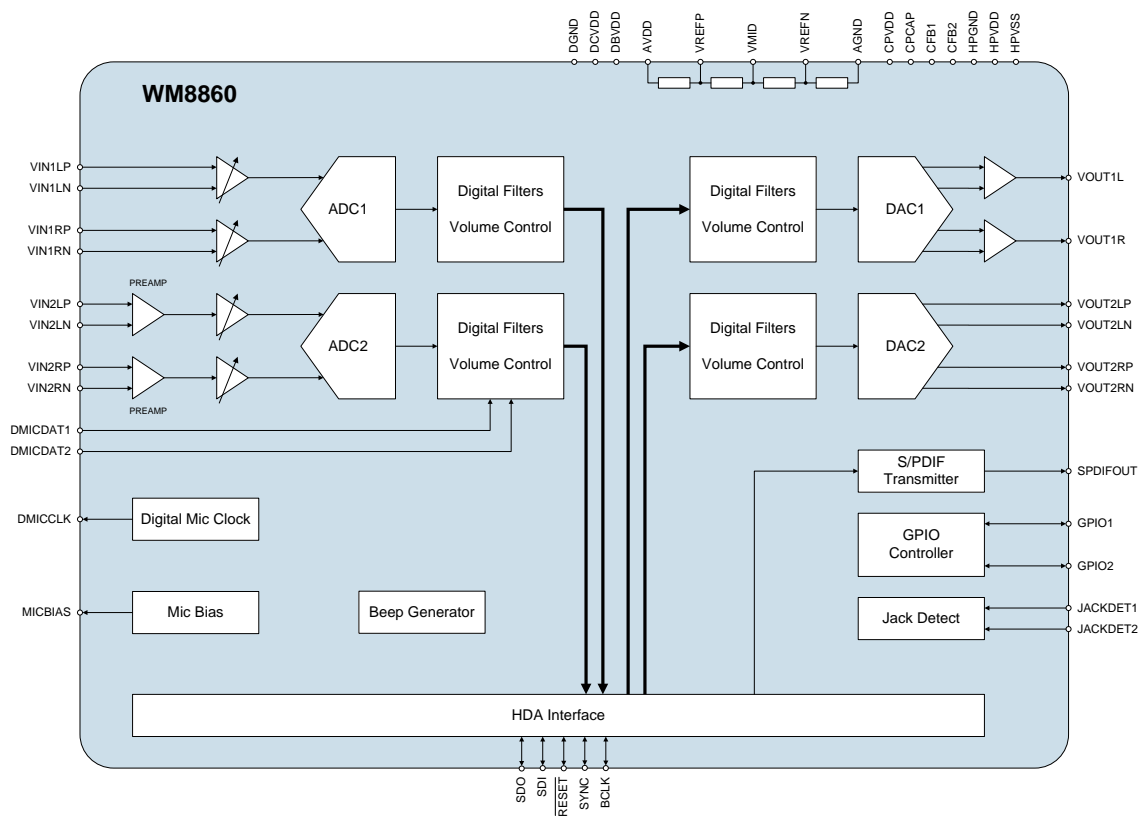 DGND
DCVDD
DBVDD
AVDD
VREFP
VMID
VREFN
AGND
CPVDD
CPCAP
CFB1
CFB2
HPGND
HPVDD
HPVSS
WM8860
VIN1LP
VIN1LN
VIN1RP
VIN1RN
ADC1
Digital Filters
Volume Control
Digital Filters
Volume Control
DAC1
VOUT1L
VOUT1R
PREAMP
VIN2LP
VIN2LN
VIN2RP
VIN2RN
PREAMP
ADC2
Digital Filters
Volume Control
Digital Filters
Volume Control
DAC2
VOUT2LP
VOUT2LN
VOUT2RP
VOUT2RN
DMICDAT1
DMICDAT2
S/PDIF
Transmitter
SPDIFOUT
DMICCLK
Digital Mic Clock
GPIO
Controller
GPIO1
GPIO2
MICBIAS
Mic Bias
Beep Generator
Jack Detect
JACKDET1
JACKDET2
HDA Interface
SDO
SDI
RESET
SYNC
BCLK